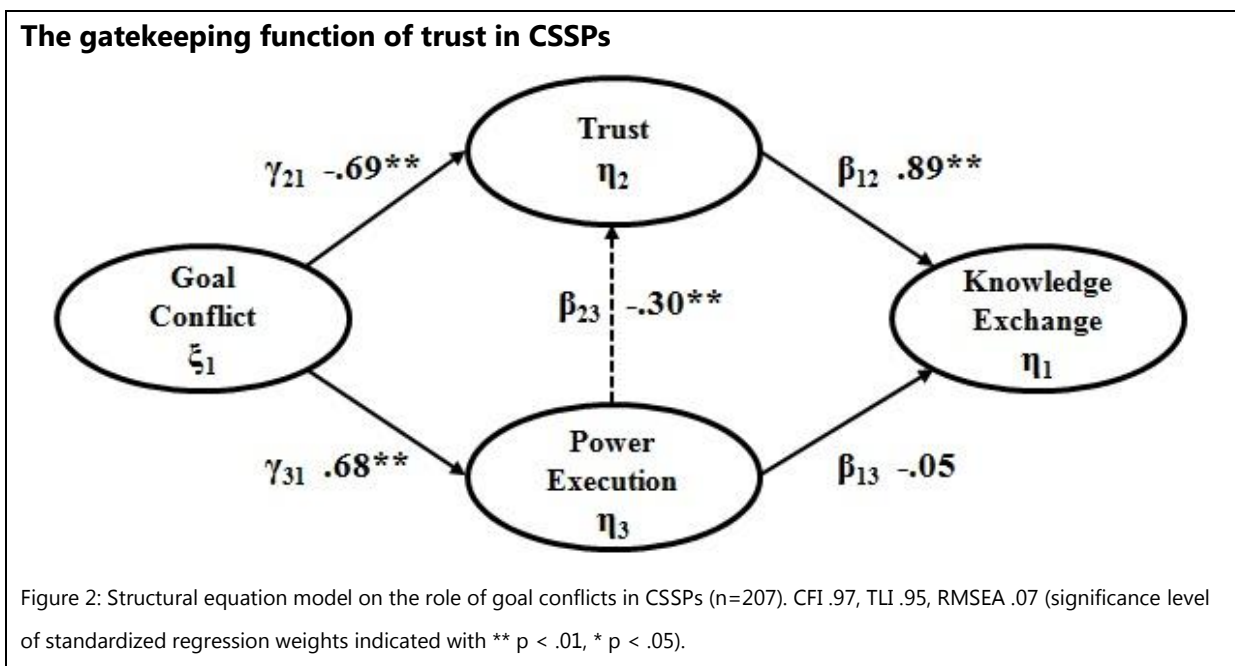 The gatekeeping function of trust in CSSPs
Trust
η₂
γ₂₁ -.69**
β₁₂ .89**
Goal
Conflict
ξ₁
β₂₃ -.30**
Knowledge
Exchange
η₁
γ₃₁ .68**
Power
Execution
η₃
β₁₃ -.05
Figure 2: Structural equation model on the role of goal conflicts in CSSPs (n=207). CFI .97, TLI .95, RMSEA .07 (significance level
of standardized regression weights indicated with ** p < .01, * p < .05).